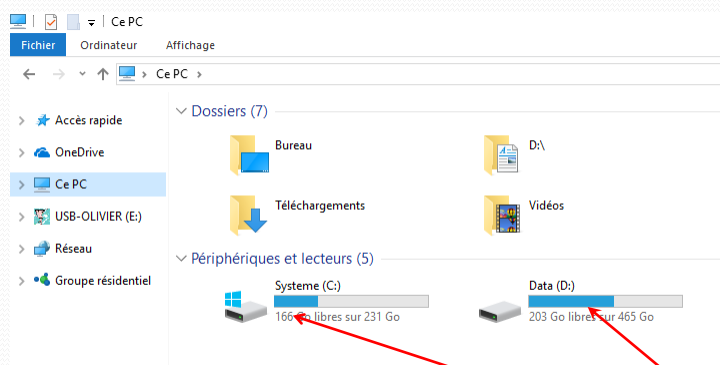 Ce PC
Fichier Ordinateur Affichage
Ce PC
Accès rapide
OneDrive
Ce PC
USB-OLIVIER (E:)
Réseau
Groupe résidentiel
Dossiers (7)
Bureau
D:\
Téléchargements
Vidéos
Périphériques et lecteurs (5)
Systeme (C:)
166 Go libres sur 231 Go
Data (D:)
203 Go libres sur 465 Go